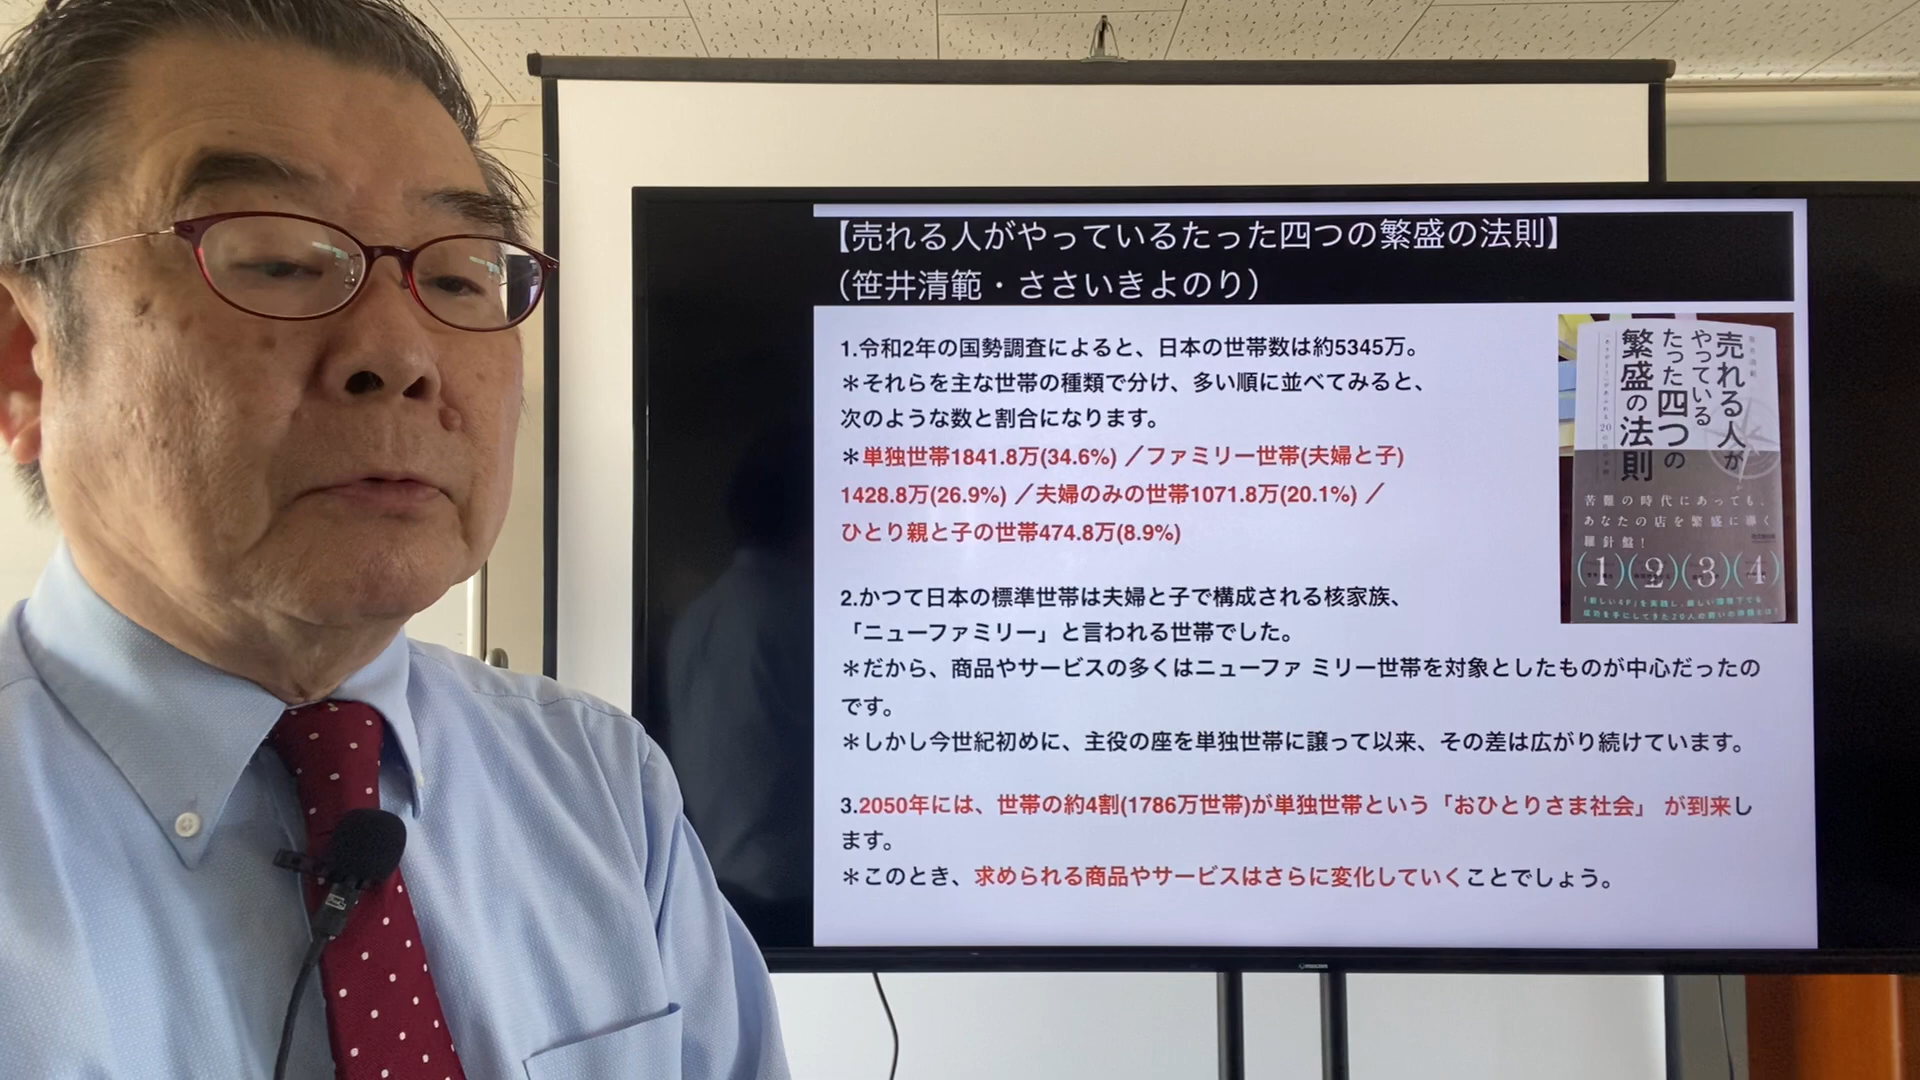 【売れる人がやっているたった四つの繁盛の法則】
（笹井清範・ささいきよのり）
1.令和2年の国勢調査によると、日本の世帯数は約5345万。
＊それらを主な世帯の種類で分け、多い順に並べてみると、
次のような数と割合になります。
＊単独世帯1841.8万(34.6%) ／ファミリー世帯(夫婦と子)
1428.8万(26.9%) ／夫婦のみの世帯1071.8万(20.1%) ／
ひとり親と子の世帯474.8万(8.9%)
2.かつて日本の標準世帯は夫婦と子で構成される核家族、
「ニューファミリー」と言われる世帯でした。
＊だから、商品やサービスの多くはニューファ ミリー世帯を対象としたものが中心だったの
です。
＊しかし今世紀初めに、主役の座を単独世帯に譲って以来、その差は広がり続けています。
3.2050年には、世帯の約4割(1786万世帯)が単独世帯という「おひとりさま社会」 が到来し
ます。
＊このとき、求められる商品やサービスはさらに変化していくことでしょう。
売れる人が
やっている
たった四つの
繁盛の法則
苦難の時代にあっても、
あなたの店を繁盛に導く
羅針盤!
(1)(2)(3)(4)